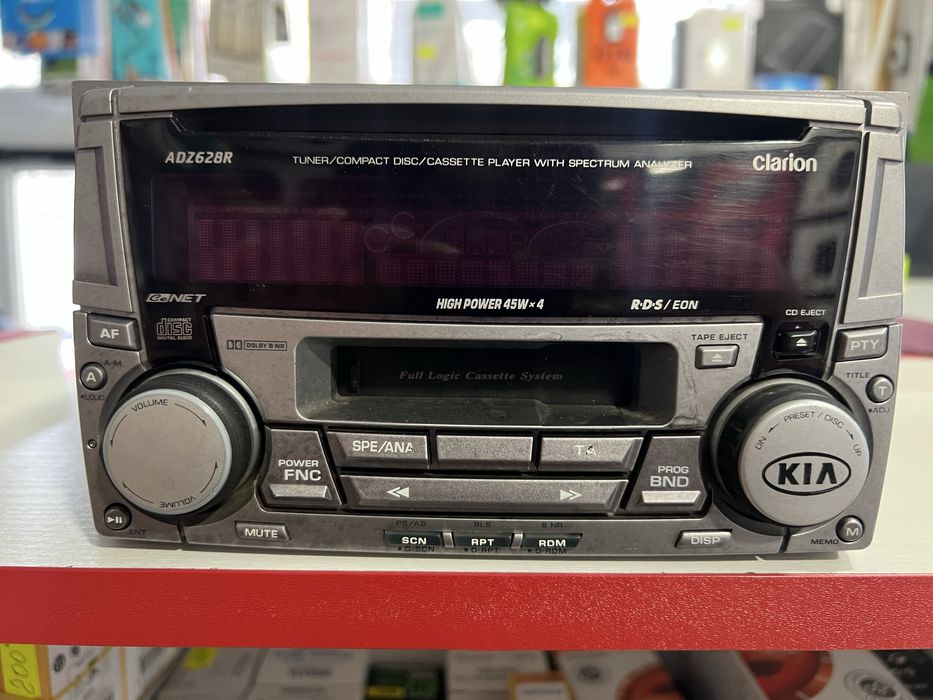 ADZ628R
TUNER/COMPACT DISC/CASSETTE PLAYER WITH SPECTRUM ANALYZER
clarion
CeNET
HIGH POWER 45W×4
R·D·S/EON
CD EJECT
AF
COMPACT
disc
DIGITAL AUDIO
DOLBY B NR
TAPE EJECT
PTY
A-M
A
LOUD
Full Logic Cassette System
TITLE
T
ADJ
VOLUME
VOLUME
PRESET / DISC
DN
UP
KIA
SPE/ANA
TA
POWER
FNC
PROG
BND
ENT
MUTE
PS/AS
SCN
D-SCN
BLS
RPT
D-RPT
B NR
RDM
D-RDM
DISP
MEMO
M
200